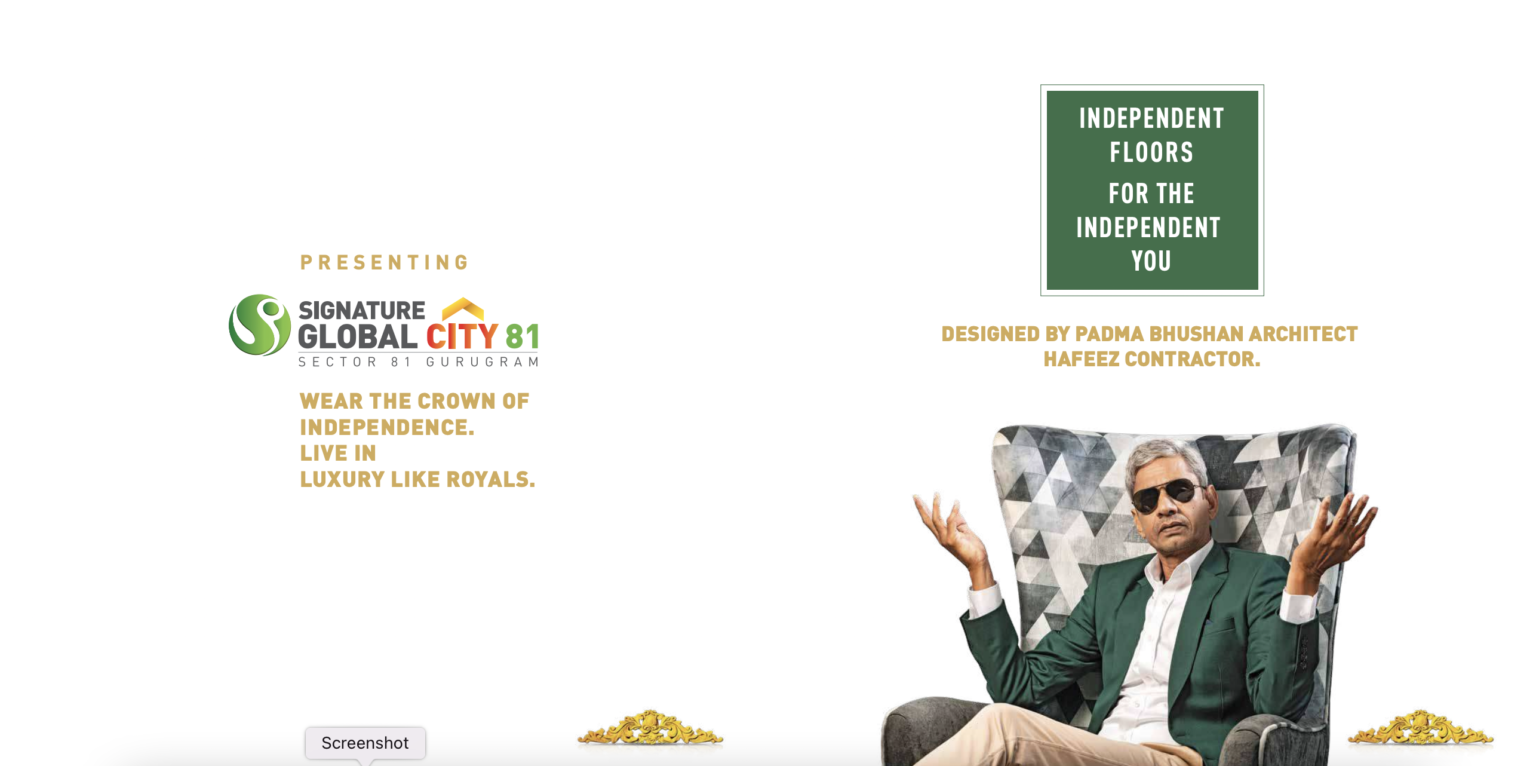 PRESENTING
SIGNATURE
GLOBAL CITY 81
SECTOR 81 GURUGRAM
WEAR THE CROWN OF
INDEPENDENCE.
LIVE IN
LUXURY LIKE ROYALS.
INDEPENDENT
FLOORS
FOR THE
INDEPENDENT
YOU
DESIGNED BY PADMA BHUSHAN ARCHITECT
HAFEEZ CONTRACTOR.
Screenshot